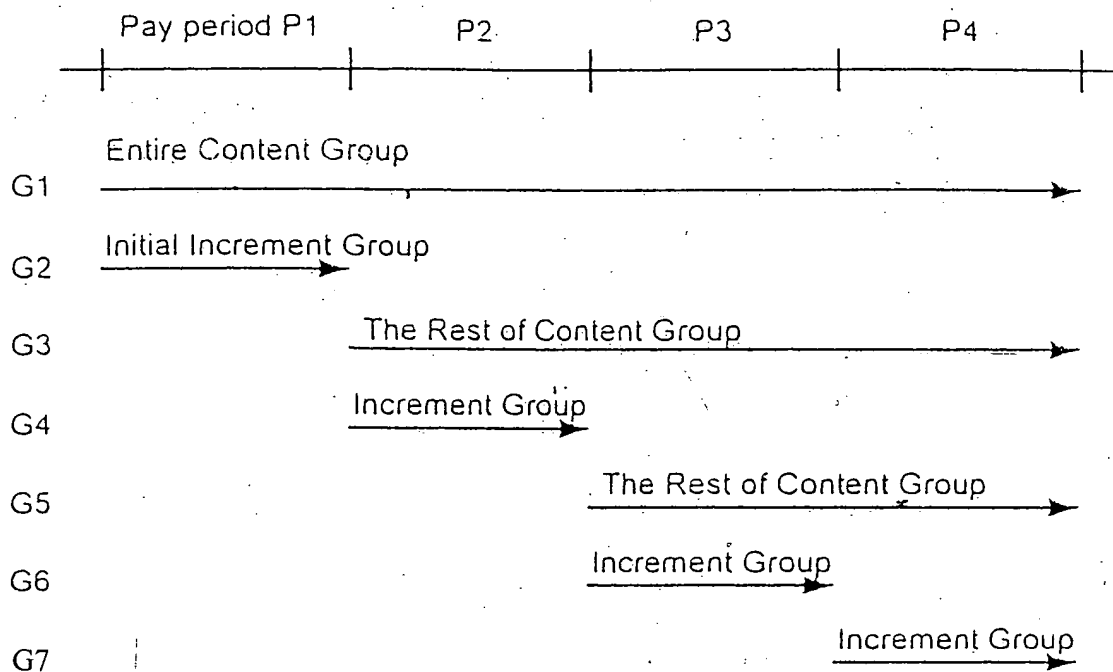 Pay period P1 P2 P3 P4
Entire Content Group
G1
Initial Increment Group
G2
The Rest of Content Group
G3
Increment Group
G4
The Rest of Content Group
G5
Increment Group
G6
Increment Group
G7